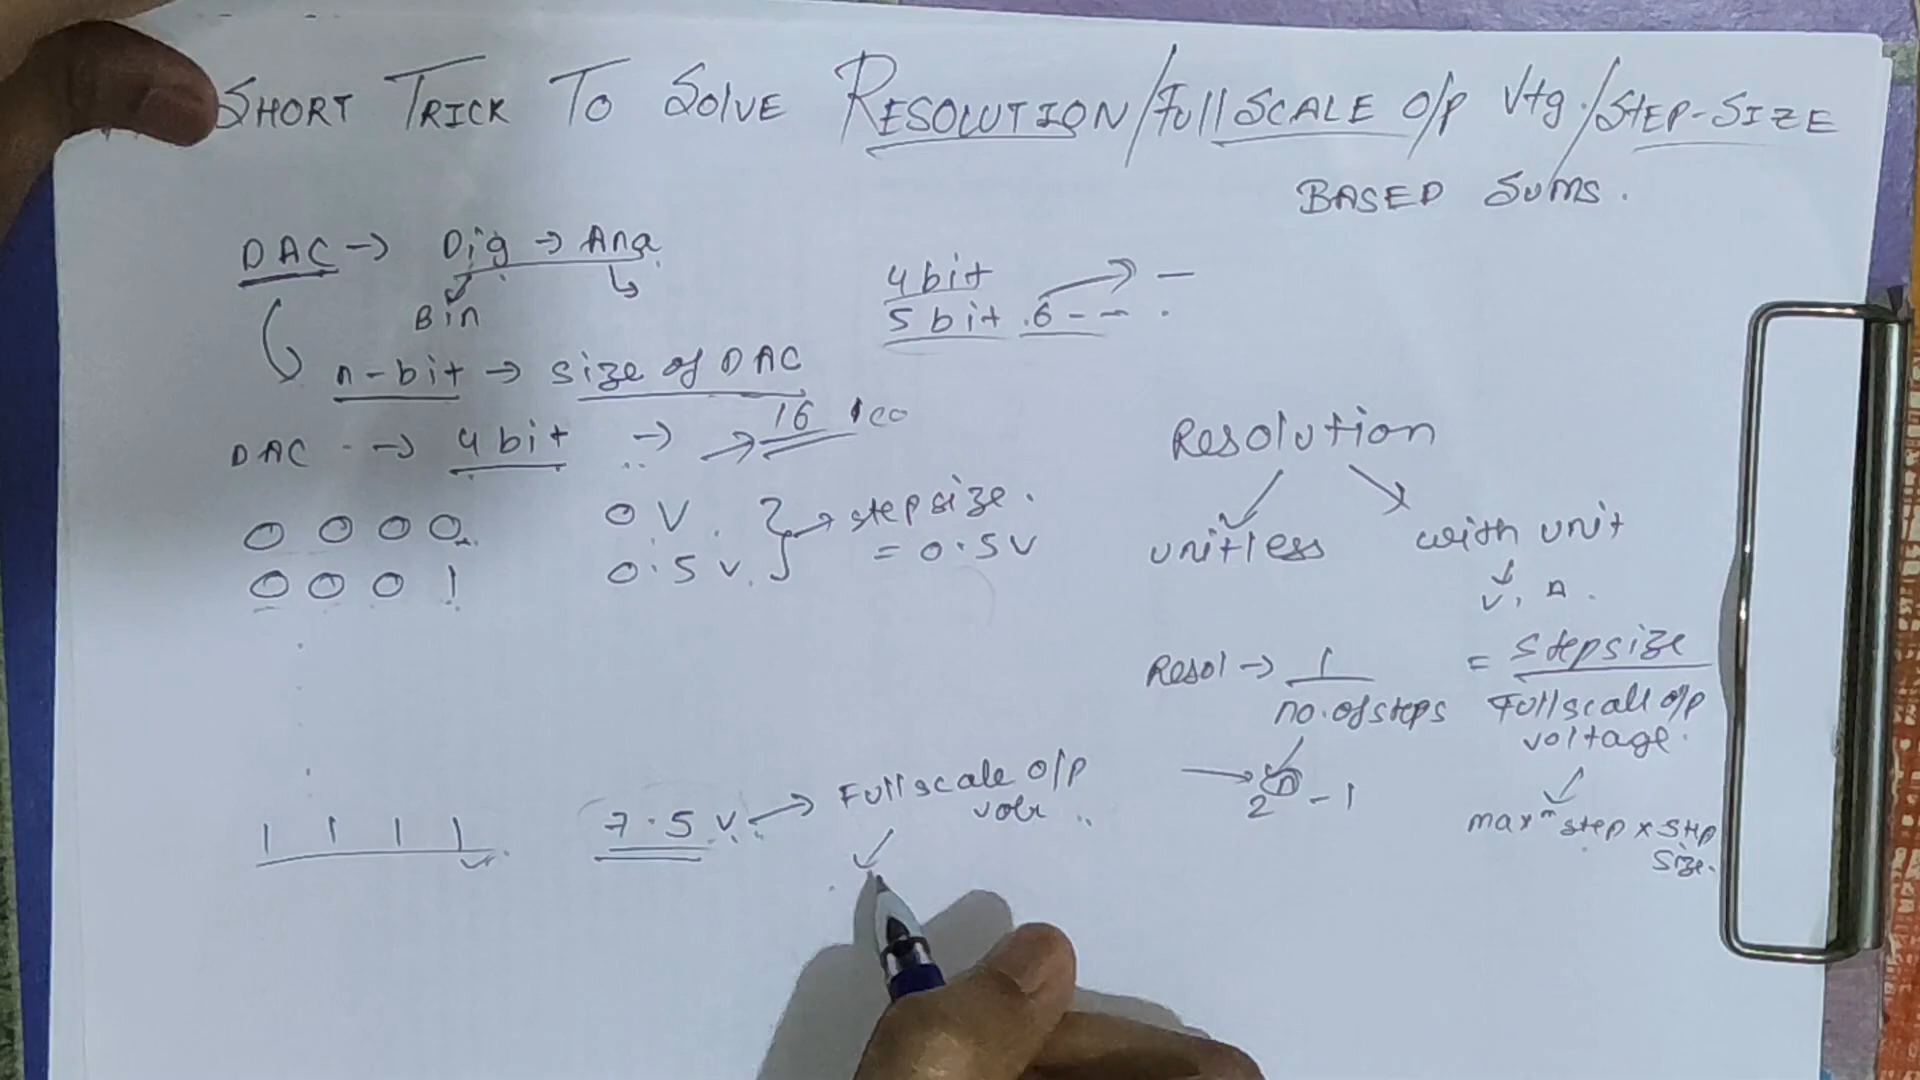 SHORT TRICK TO SOLVE RESOLUTION/Full SCALE O/P Vtg./STEP-SIZE
BASED SUMS.
DAC → Dig → Ana
Bin
n-bit → size of DAC
DAC → 4 bit → → 16
0 0 0 0 0 V
0 0 0 1 0.5 V
stepsize.
= 0.5V
1 1 1 1 7.5 V → Fullscale O/P
4 bit → -
5 bit .6 - - .
Resolution
unitless with unit
Resol → 1 / no. of steps = stepsize / Fullscale o/p
voltage.
→ 2^n - 1
max^m step x step
size.